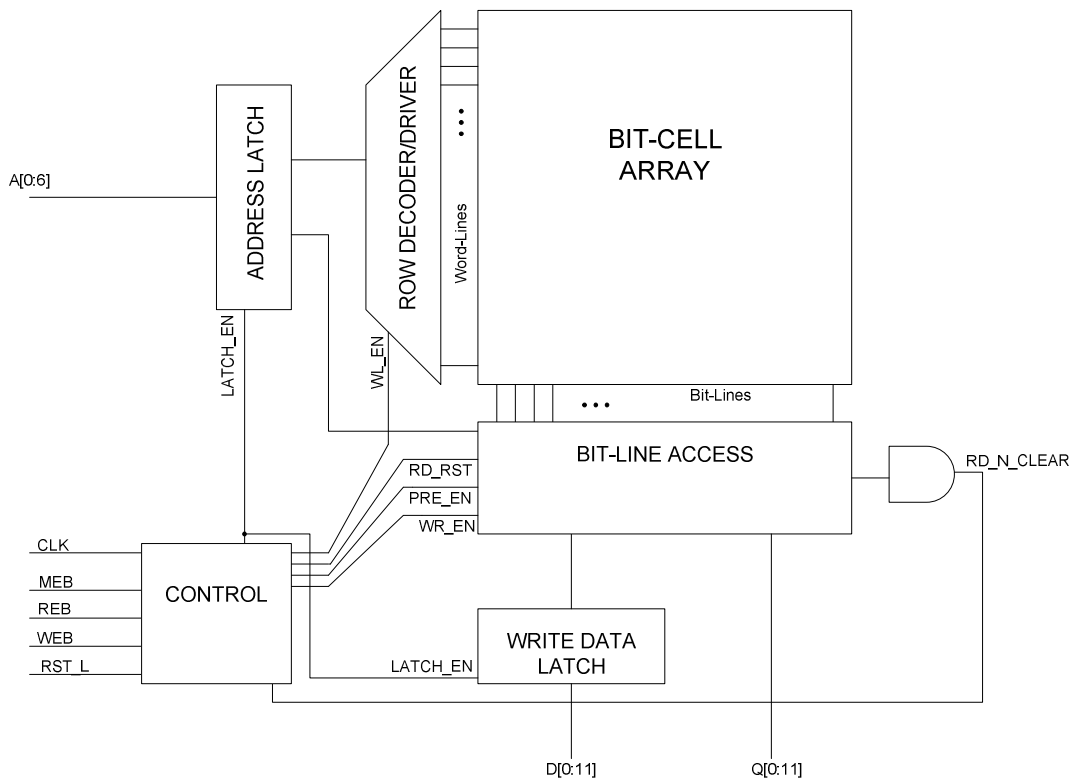 BIT-CELL
ARRAY
ROW DECODER/DRIVER
ADDRESS LATCH
Word-Lines
A[0:6]
LATCH_EN
WL_EN
Bit-Lines
BIT-LINE ACCESS
RD_N_CLEAR
RD_RST
PRE_EN
WR_EN
CLK
MEB
REB
WEB
RST_L
CONTROL
WRITE DATA
LATCH
LATCH_EN
D[0:11]
Q[0:11]